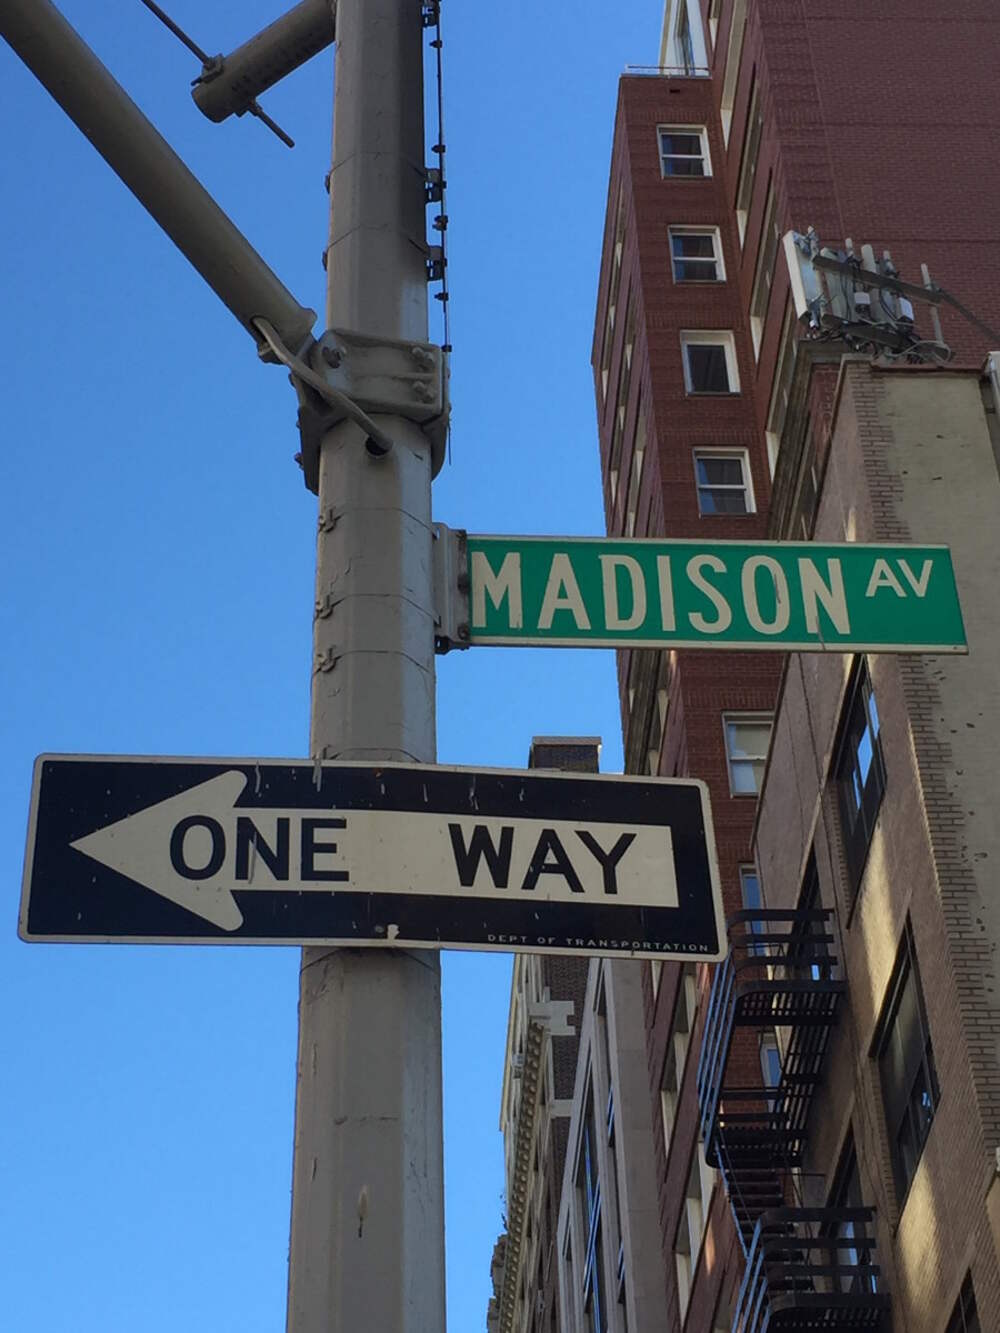 MADISON AV
ONE WAY
DEPT OF TRANSPORTATION